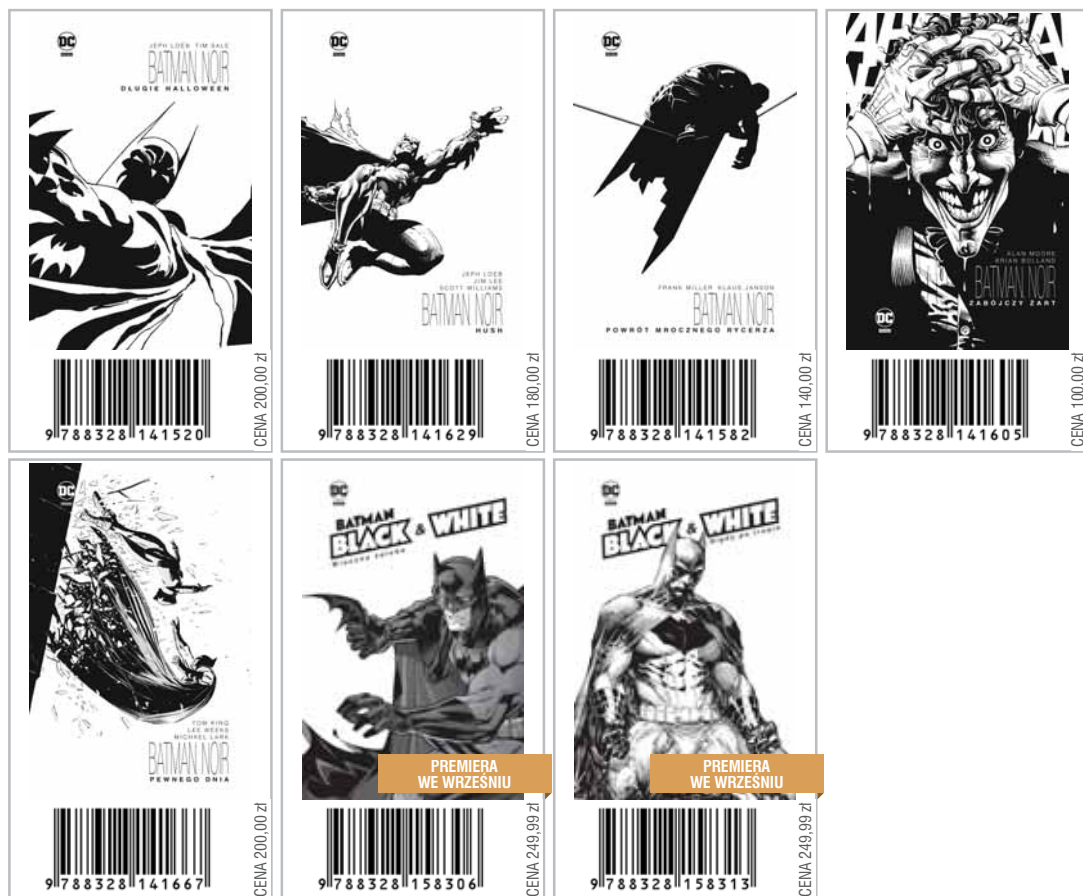 DC
JEPH LOEB TIM SALE
BATMAN NOIR
DŁUGIE HALLOWEEN
CENA 200,00 zł
9 788328 141520
DC
JEPH LOEB
JIM LEE
SCOTT WILLIAMS
BATMAN NOIR
HUSH
CENA 180,00 zł
9 788328 141629
DC
FRANK MILLER KLAUS JANSON
BATMAN NOIR
POWRÓT MROCZNEGO RYCERZA
CENA 140,00 zł
9 788328 141582
ALAN MOORE
BRIAN BOLLAND
BATMAN NOIR
ZABÓJCZY ŻART
DC
CENA 100.00 zł
9 788328 141605
DC
TOM KING
LEE WEEKS
MICHAEL LARK
BATMAN NOIR
PEWNEGO DNIA
CENA 200,00 zł
9 788328 141667
DC
BATMAN
BLACK & WHITE
PREMIERA
WE WRZEŚNIU
CENA 249,99 zł
9 788328 158306
DC
BATMAN
BLACK & WHITE
PREMIERA
WE WRZEŚNIU
CENA 249,99 zł
9 788328 158313